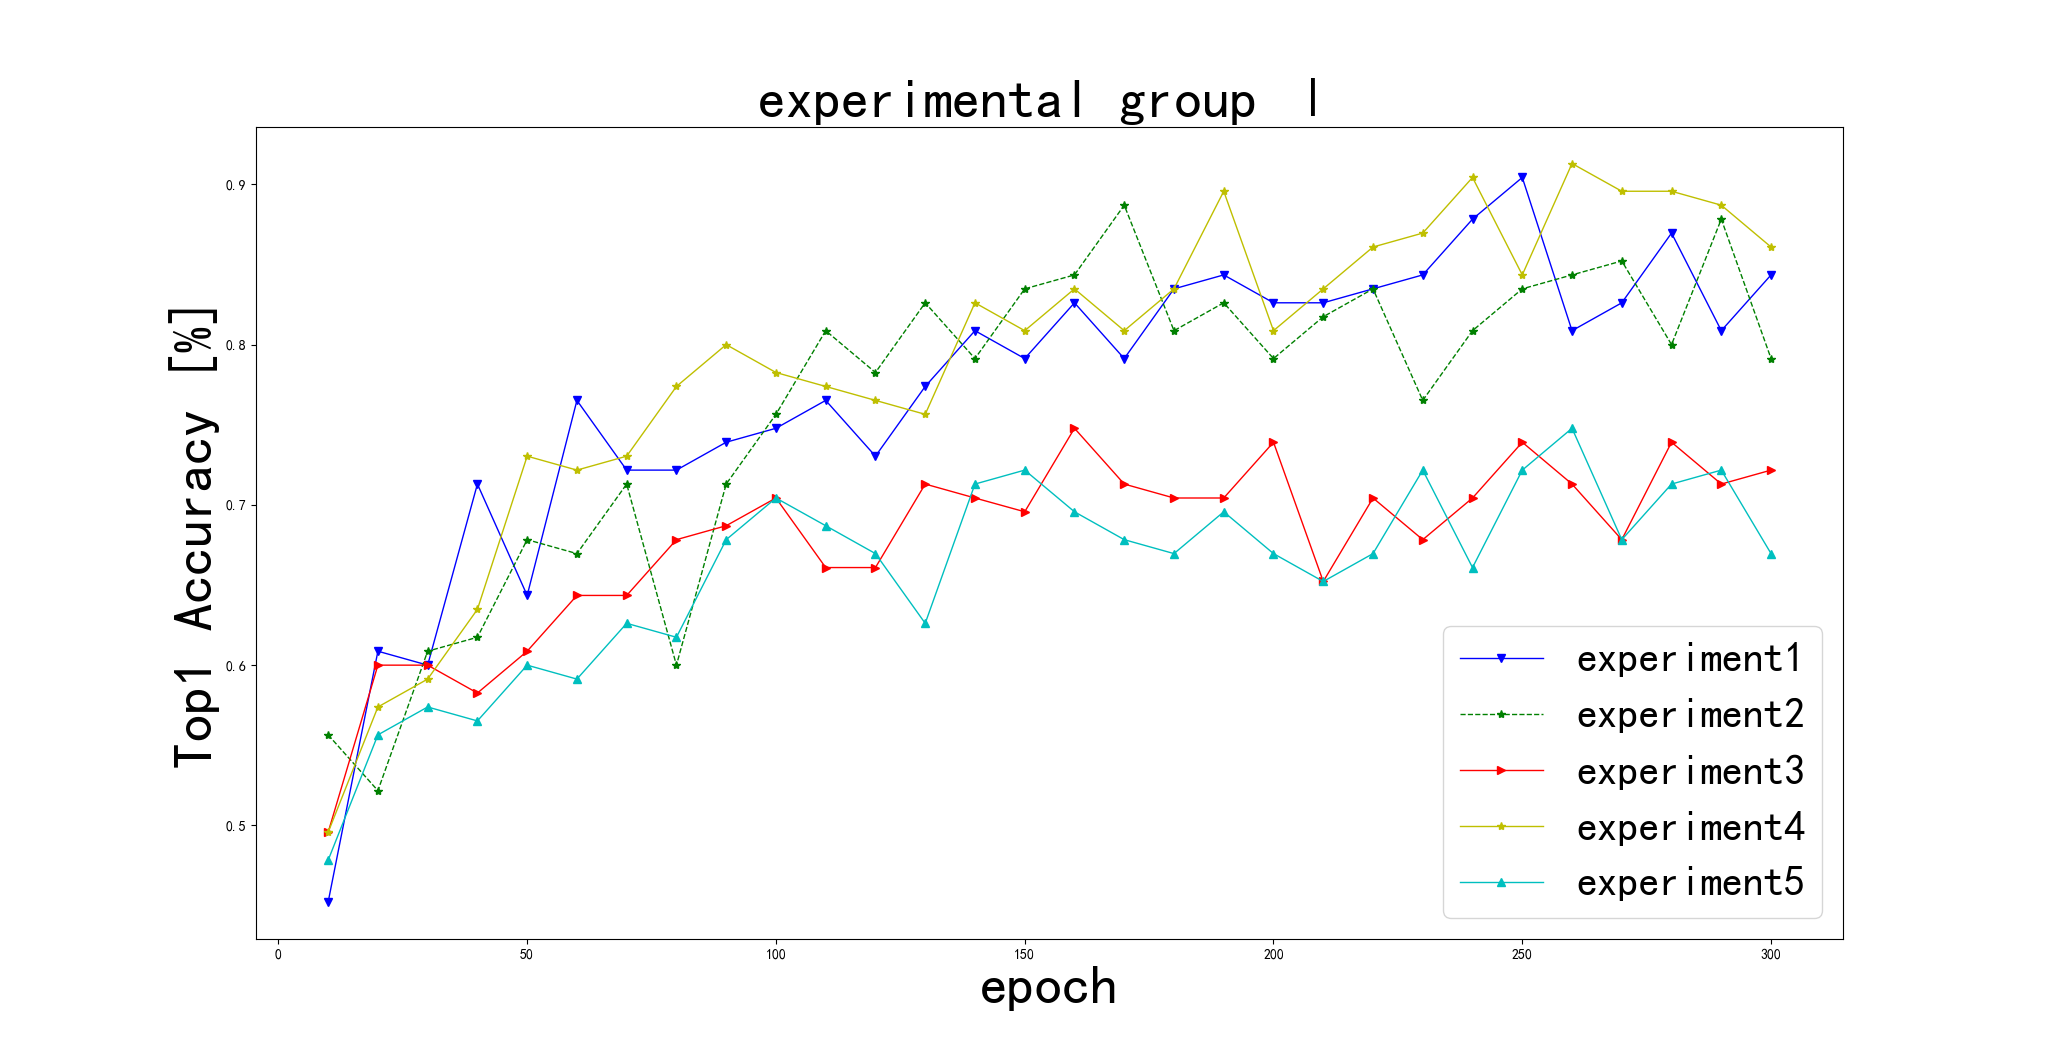 experimental group Ⅰ
Top1 Accuracy [%]
0.9
0.8
0.7
0.6
0.5
experiment1
experiment2
experiment3
experiment4
experiment5
0 50 100 150 200 250 300
epoch